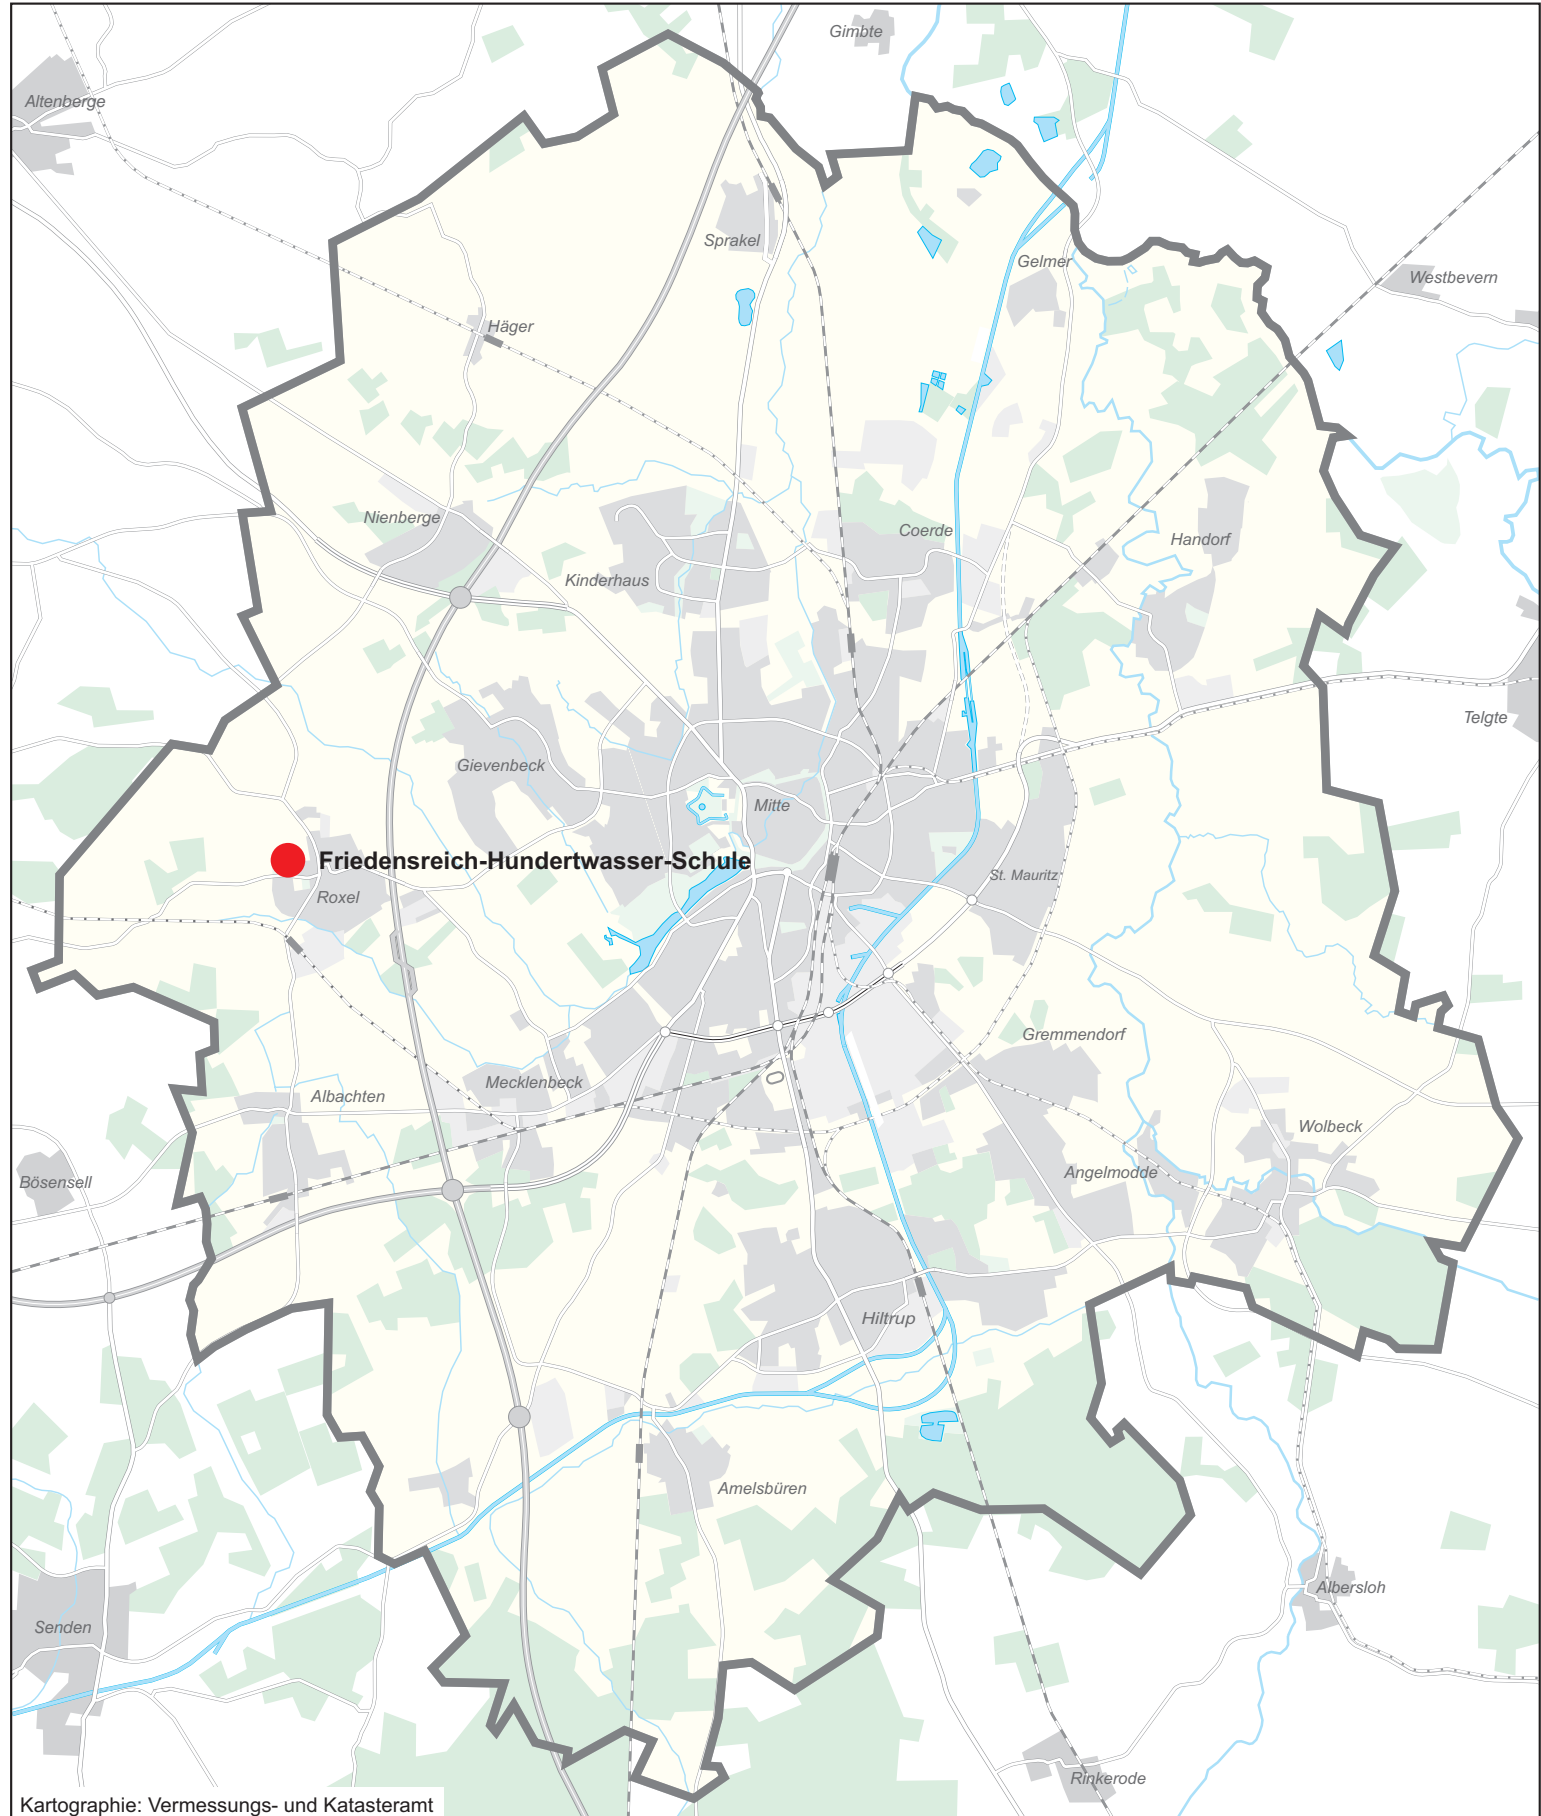 Gimbte
Altenberge
Sprakel
Gelmer
Westbevern
Häger
Nienberge
Coerde
Handorf
Kinderhaus
Telgte
Gievenbeck
Mitte
Friedensreich-Hundertwasser-Schule
St. Mauritz
Roxel
Gremmendorf
Mecklenbeck
Albachten
Wolbeck
Angelmodde
Bösensell
Hiltrup
Amelsbüren
Albersloh
Senden
Rinkerode
Kartographie: Vermessungs- und Katasteramt